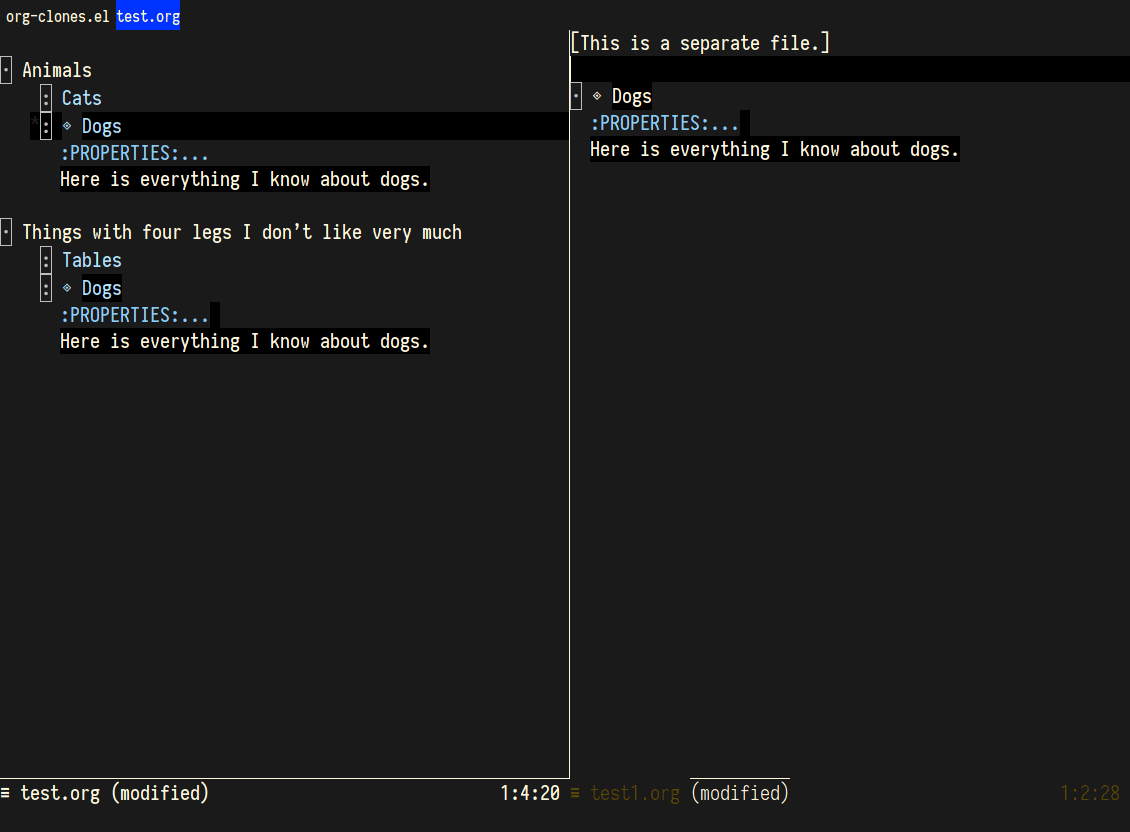 org-clones.el test.org
Animals
: Cats
*: ◈ Dogs
:PROPERTIES:...
Here is everything I know about dogs.
Things with four legs I don’t like very much
: Tables
: ◈ Dogs
:PROPERTIES:...
Here is everything I know about dogs.
≡ test.org (modified) 1:4:20
[This is a separate file.]
◈ Dogs
:PROPERTIES:...
Here is everything I know about dogs.
≡ test1.org (modified) 1:2:28